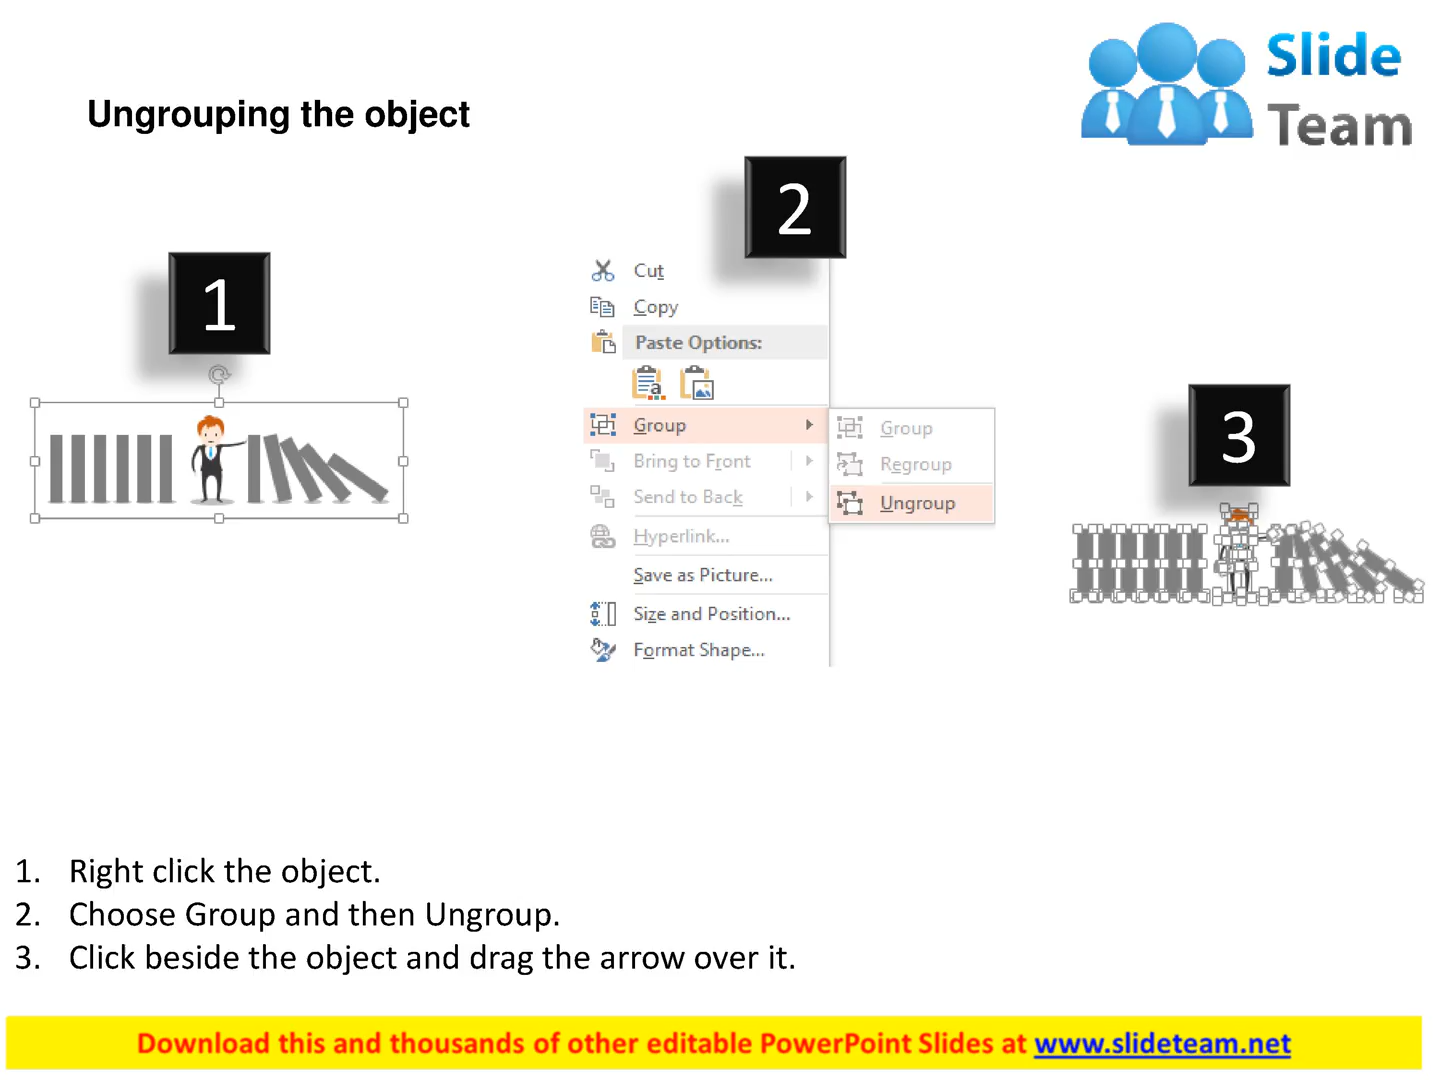 Slide
Team
Ungrouping the object
1
2
3
Cut
Copy
Paste Options:
Group
Bring to Front
Send to Back
Hyperlink...
Save as Picture...
Size and Position...
Format Shape...
Group
Regroup
Ungroup
1. Right click the object.
2. Choose Group and then Ungroup.
3. Click beside the object and drag the arrow over it.
Download this and thousands of other editable PowerPoint Slides at www.slideteam.net